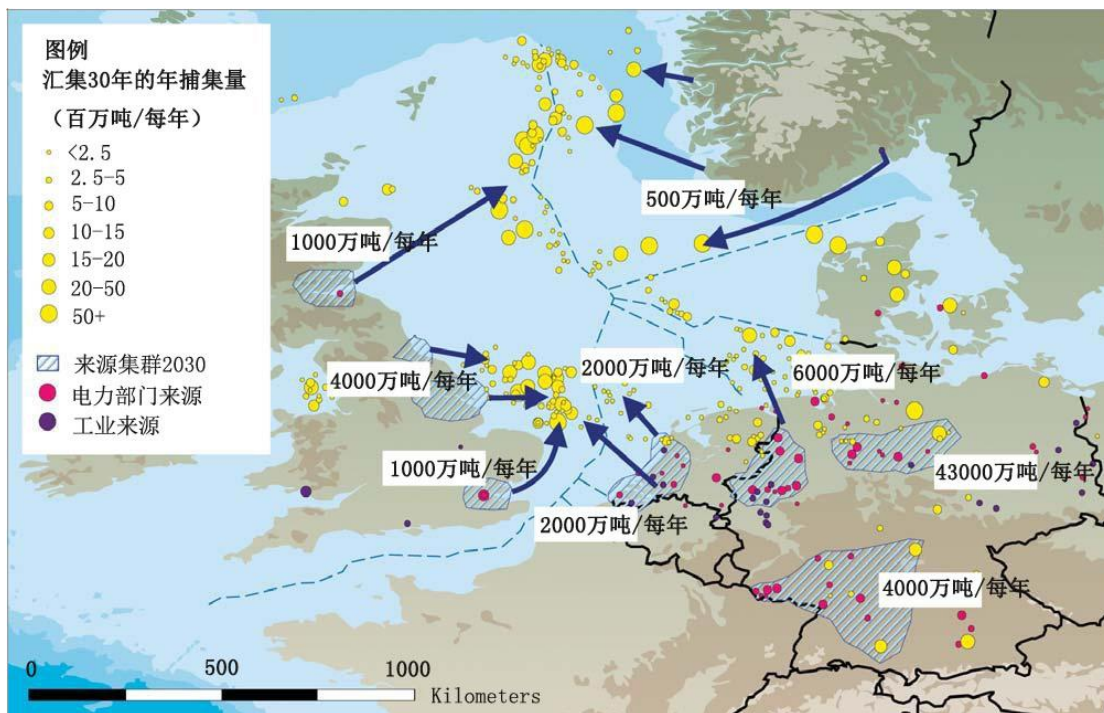 图例
汇集30年的年捕集量
（百万吨/每年）
<2.5
2.5-5
5-10
10-15
15-20
20-50
50+
来源集群2030
电力部门来源
工业来源
500万吨/每年
1000万吨/每年
4000万吨/每年
2000万吨/每年
6000万吨/每年
1000万吨/每年
43000万吨/每年
2000万吨/每年
4000万吨/每年
0 500 1000
Kilometers